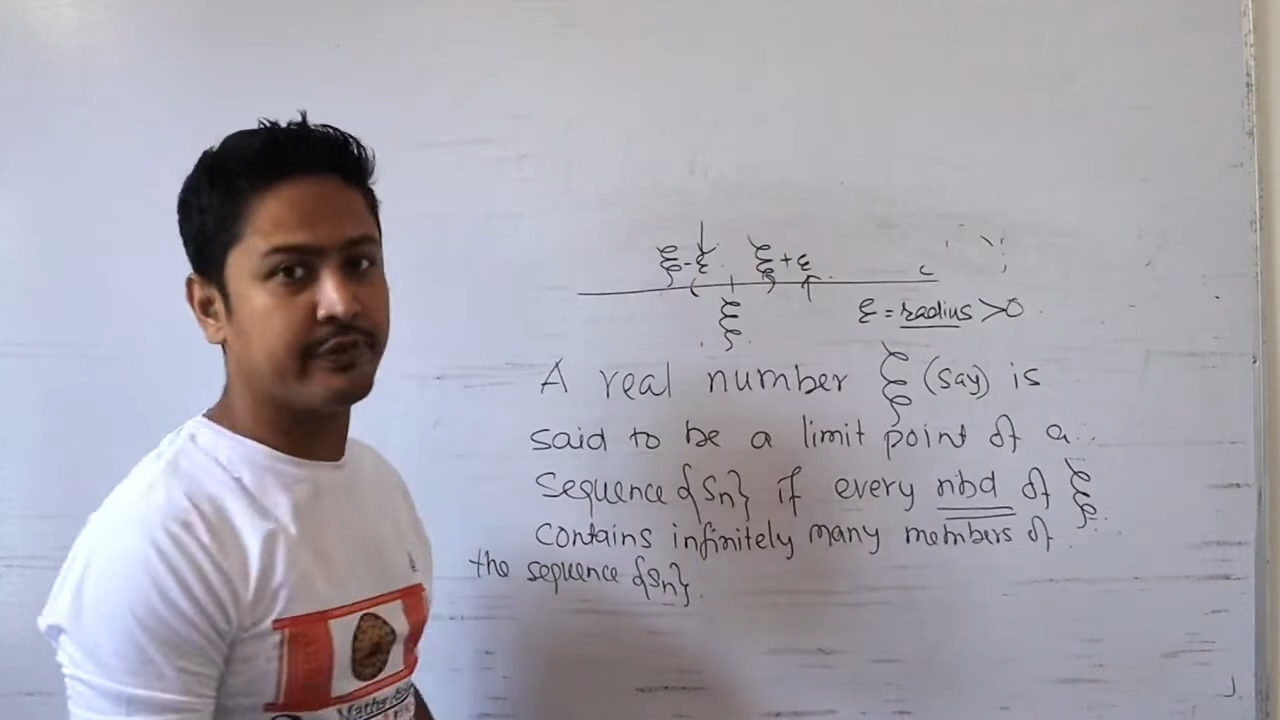 ξ-ε ξ+ε
ξ
ε = radius >0
A real number ξ (say) is
said to be a limit point of a
sequence {Sn} if every nbd of ξ
contains infinitely many members of
the sequence {Sn}.
Maths